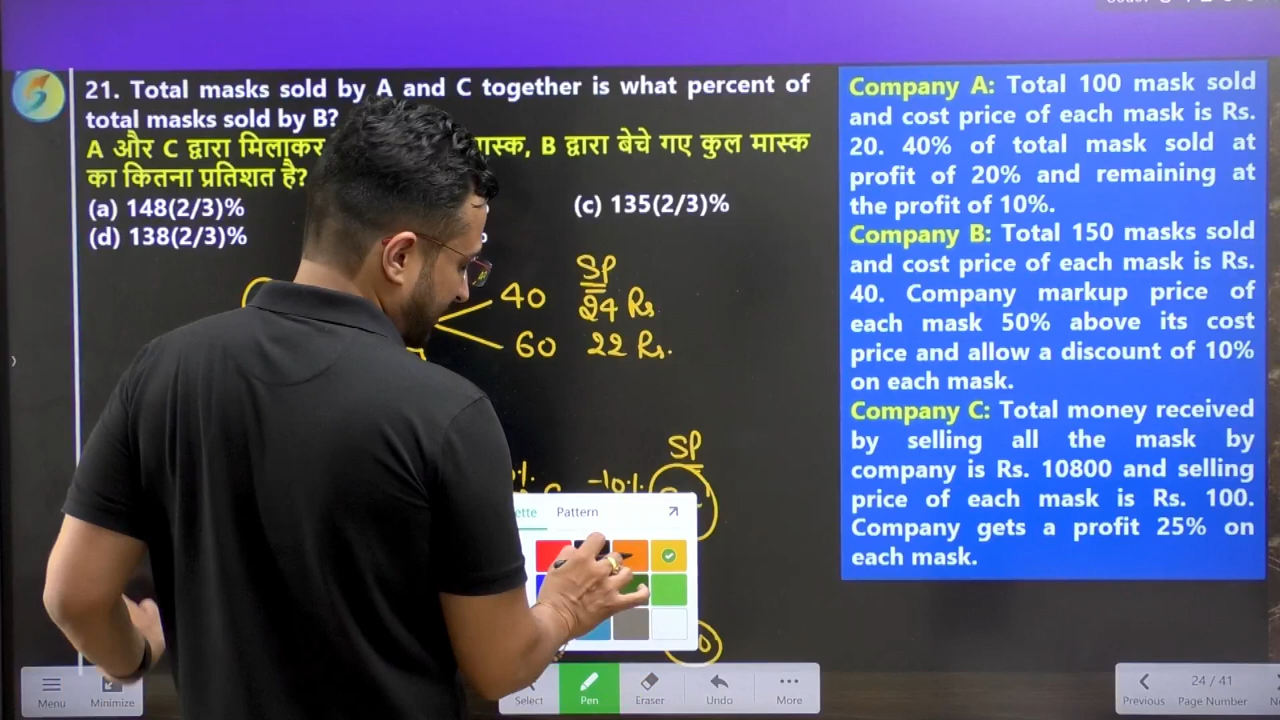 21. Total masks sold by A and C together is what percent of
total masks sold by B?
A और C द्वारा मिलाकर मास्क, B द्वारा बेचे गए कुल मास्क
का कितना प्रतिशत है?
(a) 148(2/3)%
(c) 135(2/3)%
(d) 138(2/3)%
SP
40 24 Rs
60 22 Rs.
SP
-10%
Company A: Total 100 mask sold
and cost price of each mask is Rs.
20. 40% of total mask sold at
profit of 20% and remaining at
the profit of 10%.
Company B: Total 150 masks sold
and cost price of each mask is Rs.
40. Company markup price of
each mask 50% above its cost
price and allow a discount of 10%
on each mask.
Company C: Total money received
by selling all the mask by
company is Rs. 10800 and selling
price of each mask is Rs. 100.
Company gets a profit 25% on
each mask.
Pattern
Menu
Minimize
Select
Pen
Eraser
Undo
More
Previous
24 / 41
Page Number